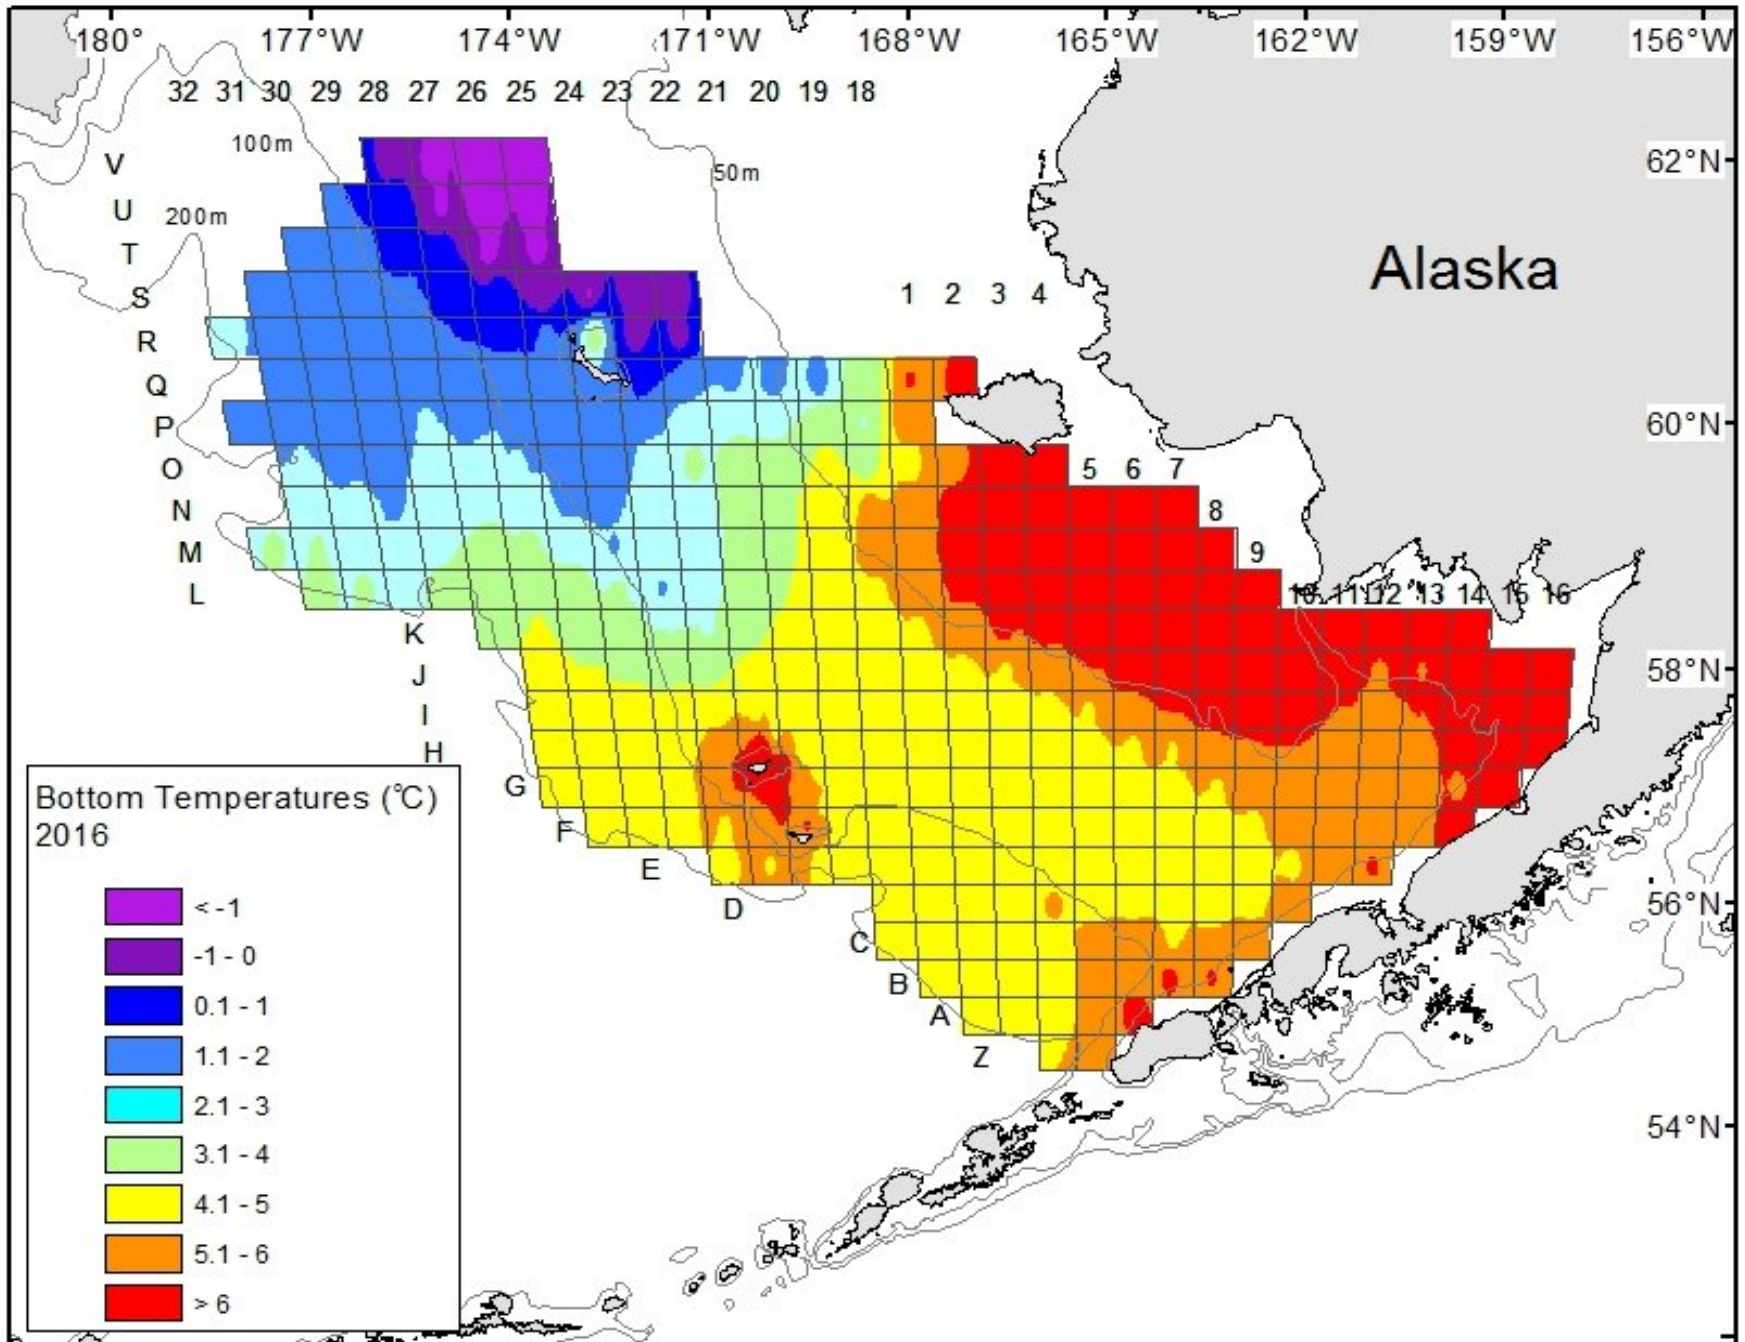 180° 177°W 174°W 171°W 168°W 165°W 162°W 159°W 156°W
32 31 30 29 28 27 26 25 24 23 22 21 20 19 18
100m
62°N
V
50m
U
200m
T
Alaska
S
1 2 3 4
R
Q
P
60°N
O
5 6 7
N
8
M
9
L
10 11 12 13 14 15 16
K
58°N
J
I
H
G
F
E
D
56°N
C
B
A
Z
54°N
Bottom Temperatures (°C)
2016
< -1
-1 - 0
0.1 - 1
1.1 - 2
2.1 - 3
3.1 - 4
4.1 - 5
5.1 - 6
> 6